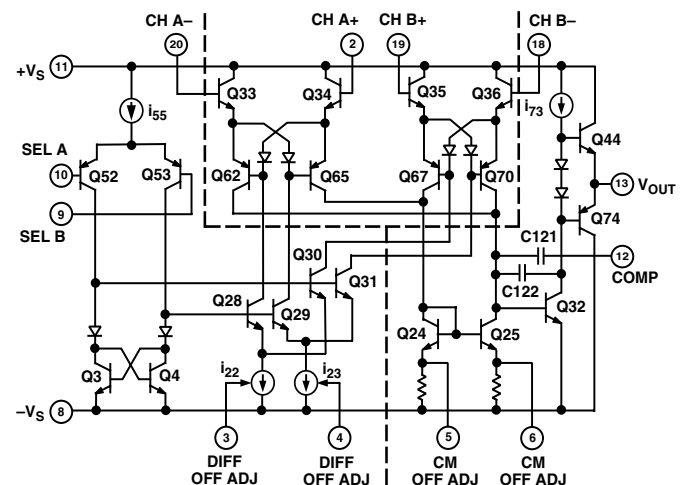 CH A– CH A+ CH B+ CH B–
20 2 19 18
+VS 11
Q33 Q34 Q35 Q36
i55 i73
Q44
SEL A
10 Q52 Q53 Q62 Q65 Q67 Q70
13 VOUT
9
SEL B
Q74
C121
12
COMP
Q30
Q31
C122
Q28 Q29
Q32
Q24 Q25
Q3 Q4
i22 i23
–VS 8
3 4 5 6
DIFF OFF ADJ
DIFF OFF ADJ
CM OFF ADJ
CM OFF ADJ